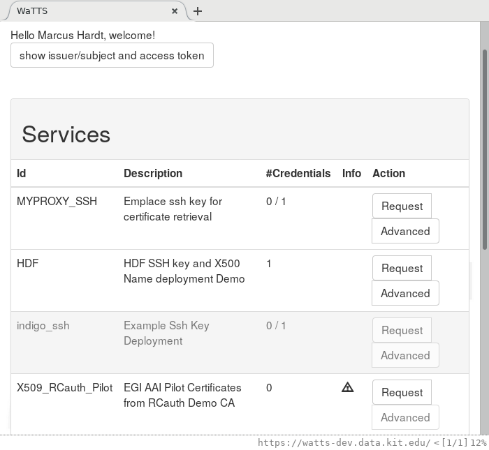 WaTTS × +
Hello Marcus Hardt, welcome!
show issuer/subject and access token
Services
Id Description #Credentials Info Action
MYPROXY_SSH Emplace ssh key for 0 / 1 Request
certificate retrieval
Advanced
HDF HDF SSH key and X500 1 Request
Name deployment Demo
Advanced
indigo_ssh Example Ssh Key 0 / 1 Request
Deployment
Advanced
X509_RCauth_Pilot EGI AAI Pilot Certificates 0 Request
from RCauth Demo CA
Advanced
https://watts-dev.data.kit.edu/ <[1/1]12%